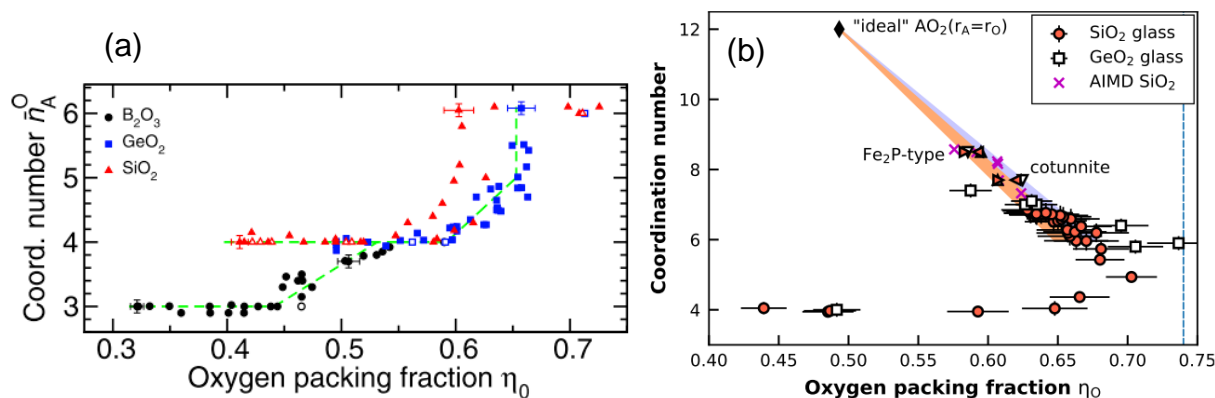 (a)
Coord. number n̄_A^O
6
5
4
3
B₂O₃
GeO₂
SiO₂
0.3 0.4 0.5 0.6 0.7
Oxygen packing fraction η₀
(b)
Coordination number
12
10
8
6
4
"ideal" AO₂(r_A=r_O)
SiO₂ glass
GeO₂ glass
AIMD SiO₂
Fe₂P-type
cotunnite
0.40 0.45 0.50 0.55 0.60 0.65 0.70 0.75
Oxygen packing fraction η_O